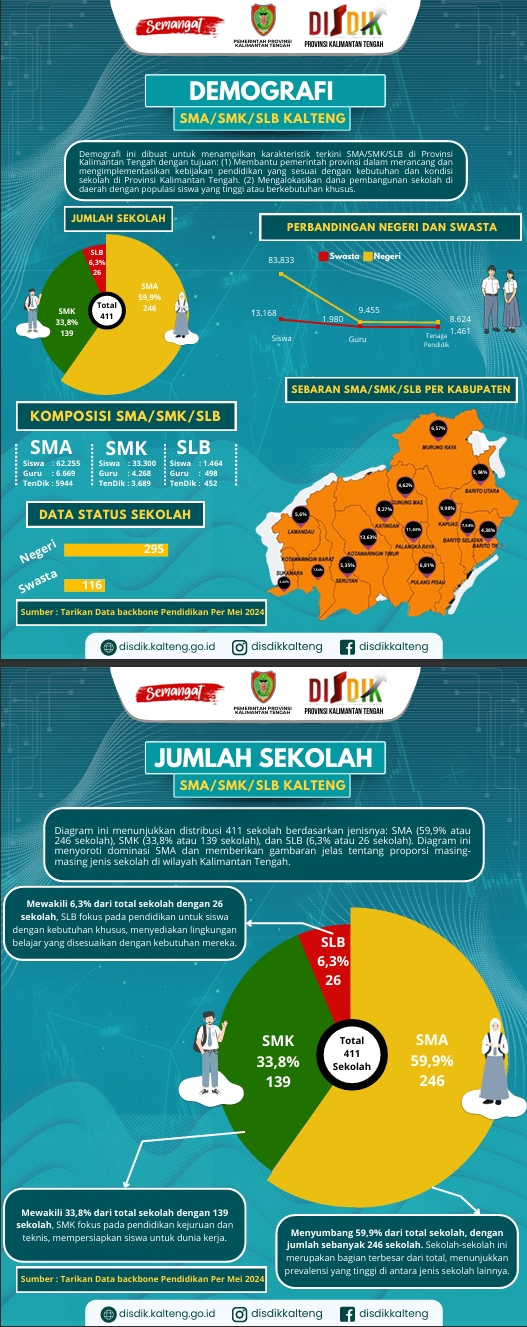 Semangat
PEMERINTAH PROVINSI
KALIMANTAN TENGAH
DISDIK
PROVINSI KALIMANTAN TENGAH
DEMOGRAFI
SMA/SMK/SLB KALTENG
Demografi ini dibuat untuk menampilkan karakteristik terkini SMA/SMK/SLB di Provinsi
Kalimantan Tengah dengan tujuan: (1) Membantu pemerintah provinsi dalam merancang dan
mengimplementasikan kebijakan pendidikan yang sesuai dengan kebutuhan dan kondisi
sekolah di Provinsi Kalimantan Tengah. (2) Mengalokasikan dana pembangunan sekolah di
daerah dengan populasi siswa yang tinggi atau berkebutuhan khusus.
JUMLAH SEKOLAH
SLB
6,3%
26
SMA
59,9%
246
SMK
33,8%
139
Total
411
PERBANDINGAN NEGERI DAN SWASTA
Swasta
Negeri
83.833
13.168
1.980
9.455
8.624
1.461
Siswa
Guru
Tenaga
Pendidik
KOMPOSISI SMA/SMK/SLB
SMA
Siswa : 62.255
Guru : 6.669
TenDik : 5944
SMK
Siswa : 33.300
Guru : 4.268
TenDik : 3.689
SLB
Siswa : 1.464
Guru : 498
TenDik : 452
DATA STATUS SEKOLAH
Negeri
295
Swasta
116
SEBARAN SMA/SMK/SLB PER KABUPATEN
6,57%
MURUNG RAYA
BARITO UTARA
4,62%
GUNUNG MAS
5,6%
LAMANDAU
8,27%
KATINGAN
9,98%
KAPUAS
BARITO SELATAN
4,38%
BARITO TIM
13,63%
KOTAWARINGIN TIMUR
PALANGKA RAYA
KOTAWARINGIN BARAT
SUKAMARA
5,35%
SERUYAN
6,81%
PULANG PISAU
Sumber : Tarikan Data backbone Pendidikan Per Mei 2024
disdik.kalteng.go.id
disdikkalteng
disdikkalteng
Semangat
PEMERINTAH PROVINSI
KALIMANTAN TENGAH
DISDIK
PROVINSI KALIMANTAN TENGAH
JUMLAH SEKOLAH
SMA/SMK/SLB KALTENG
Diagram ini menunjukkan distribusi 411 sekolah berdasarkan jenisnya: SMA (59,9% atau
246 sekolah), SMK (33,8% atau 139 sekolah), dan SLB (6,3% atau 26 sekolah). Diagram ini
menyoroti dominasi SMA dan memberikan gambaran jelas tentang proporsi masing-
masing jenis sekolah di wilayah Kalimantan Tengah.
Mewakili 6,3% dari total sekolah dengan 26
sekolah, SLB fokus pada pendidikan untuk siswa
dengan kebutuhan khusus, menyediakan lingkungan
belajar yang disesuaikan dengan kebutuhan mereka.
SLB
6,3%
26
SMK
33,8%
139
Total
411
Sekolah
SMA
59,9%
246
Mewakili 33,8% dari total sekolah dengan 139
sekolah, SMK fokus pada pendidikan kejuruan dan
teknis, mempersiapkan siswa untuk dunia kerja.
Menyumbang 59,9% dari total sekolah, dengan
jumlah sebanyak 246 sekolah. Sekolah-sekolah ini
merupakan bagian terbesar dari total, menunjukkan
prevalensi yang tinggi di antara jenis sekolah lainnya.
Sumber : Tarikan Data backbone Pendidikan Per Mei 2024
disdik.kalteng.go.id
disdikkalteng
disdikkalteng